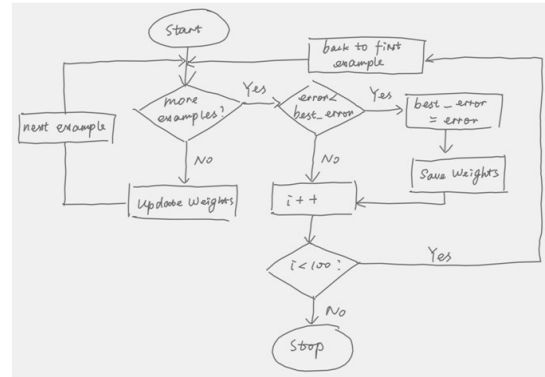 Start
back to first
example
more
examples?
Yes
error<
best_error
Yes
best_error
= error
next example
No
No
Save Weights
Update Weights
i++
i<100?
Yes
No
Stop